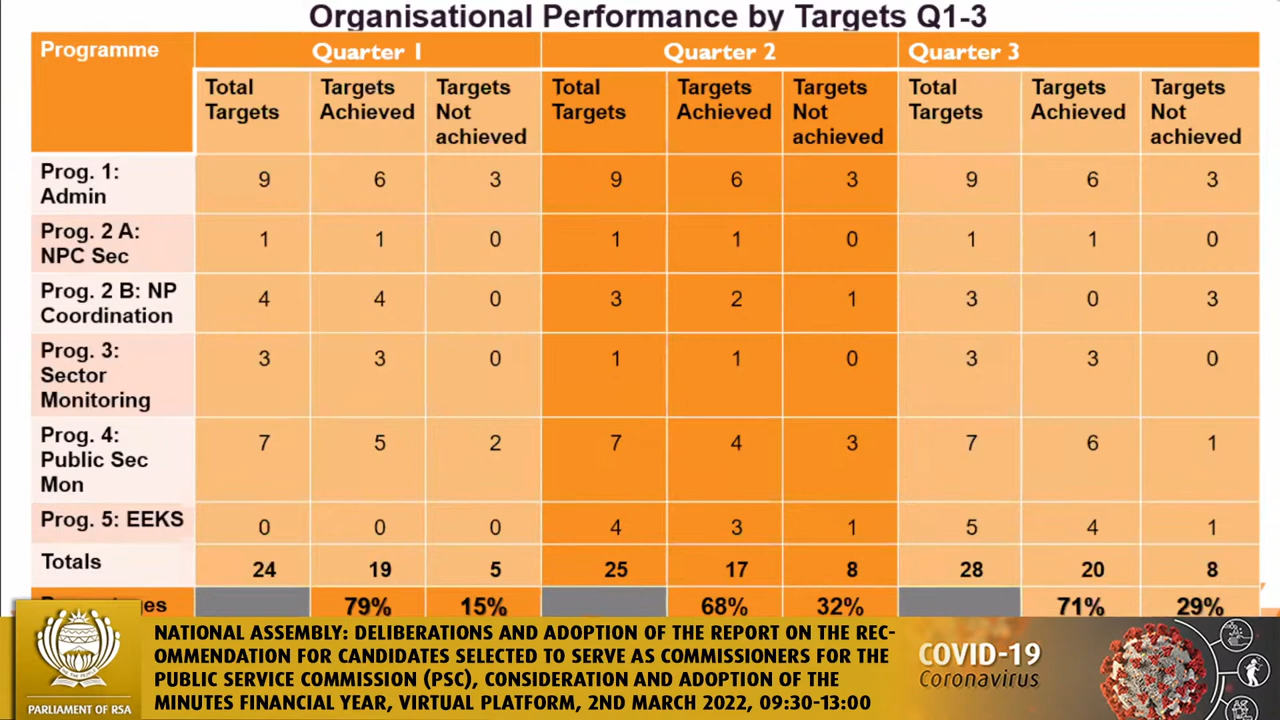 Organisational Performance by Targets Q1-3
Programme Quarter 1 Quarter 2 Quarter 3
Total Targets Total Targets Targets Total Targets Targets
Targets Achieved Not Targets Achieved Not Targets Achieved Not
achieved achieved achieved
Prog. 1:
Admin 9 6 3 9 6 3 9 6 3
Prog. 2 A:
NPC Sec 1 1 0 1 1 0 1 1 0
Prog. 2 B: NP
Coordination 4 4 0 3 2 1 3 0 3
Prog. 3:
Sector
Monitoring 3 3 0 1 1 0 3 3 0
Prog. 4:
Public Sec
Mon 7 5 2 7 4 3 7 6 1
Prog. 5: EEKS 0 0 0 4 3 1 5 4 1
Totals 24 19 5 25 17 8 28 20 8
79% 15% 68% 32% 71% 29%
NATIONAL ASSEMBLY: DELIBERATIONS AND ADOPTION OF THE REPORT ON THE REC-
OMMENDATION FOR CANDIDATES SELECTED TO SERVE AS COMMISSIONERS FOR THE
PUBLIC SERVICE COMMISSION (PSC), CONSIDERATION AND ADOPTION OF THE
MINUTES FINANCIAL YEAR, VIRTUAL PLATFORM, 2ND MARCH 2022, 09:30-13:00
PARLIAMENT OF RSA
COVID-19
Coronavirus